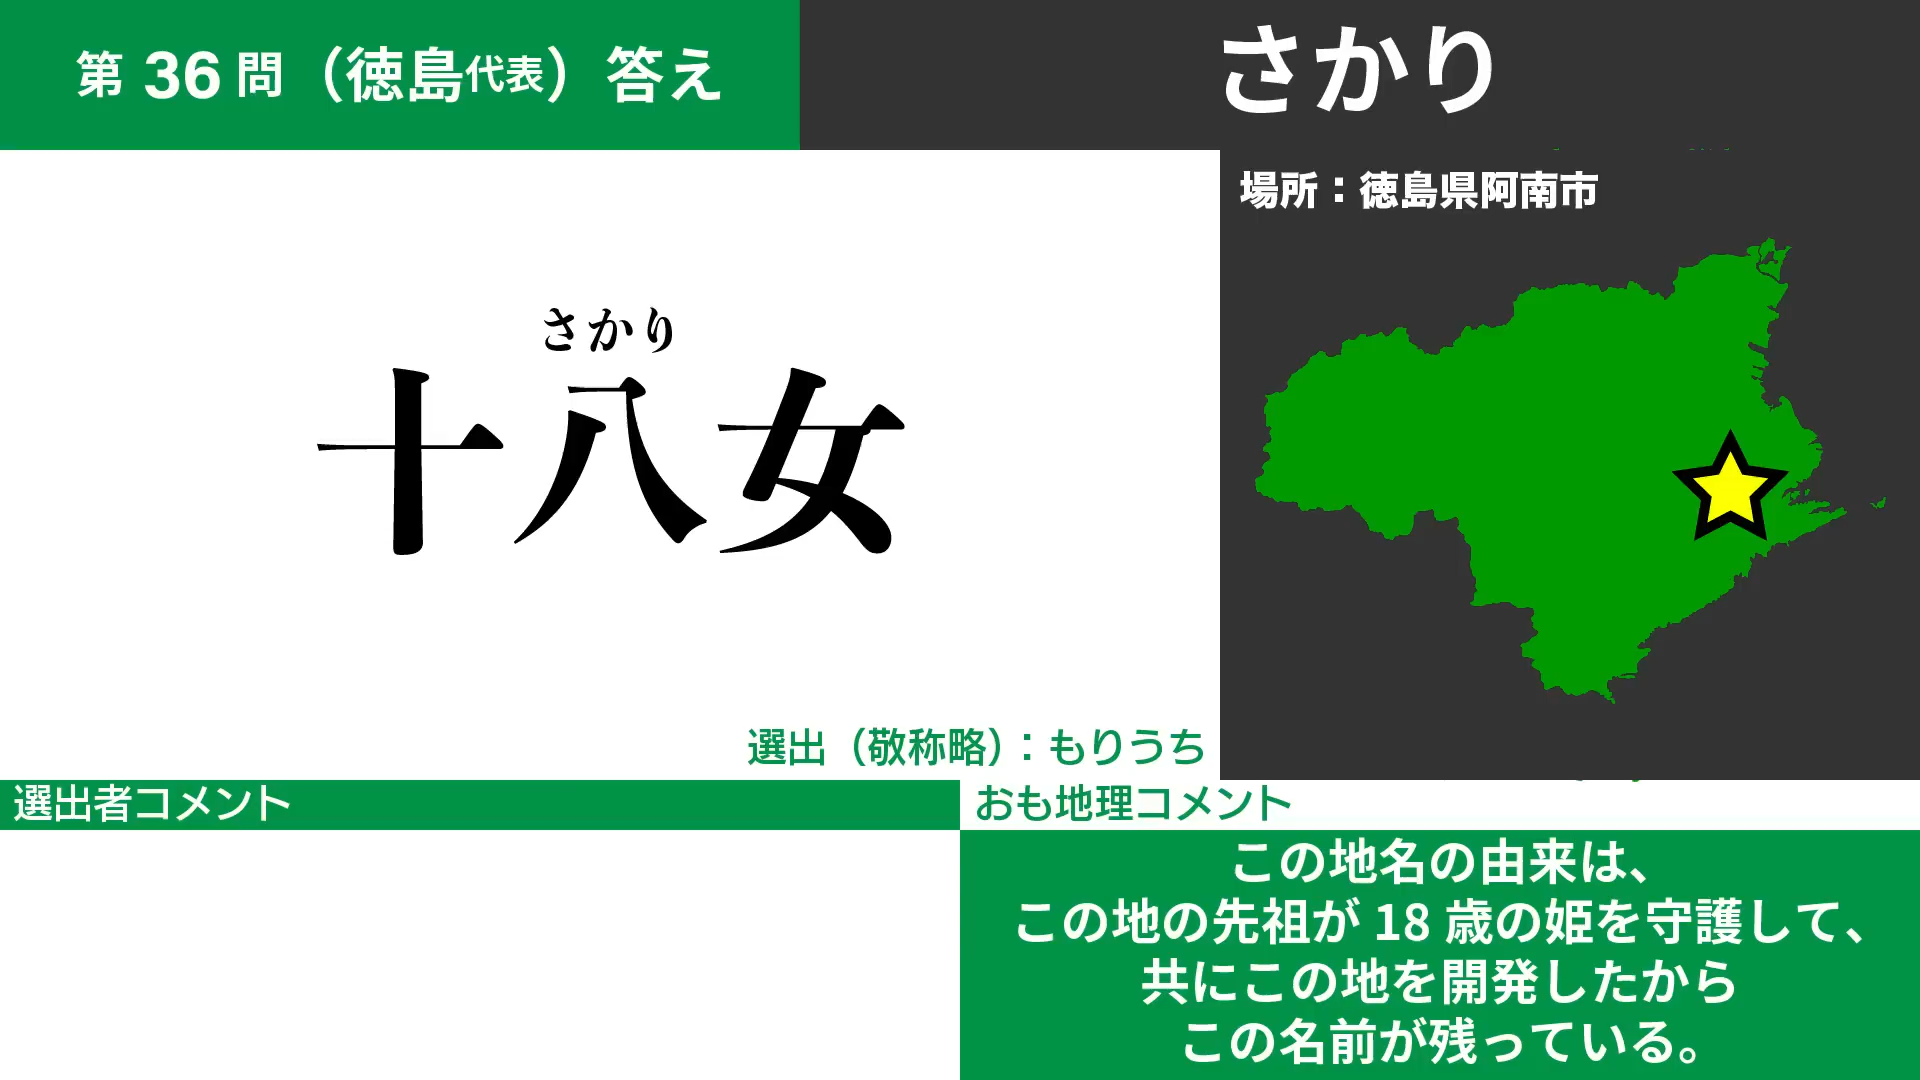 第 36 問（徳島代表）答え
さかり
場所：徳島県阿南市
さかり
十八女
選出（敬称略）：もりうち
選出者コメント
おも地理コメント
この地名の由来は、
この地の先祖が 18 歳の姫を守護して、
共にこの地を開発したから
この名前が残っている。